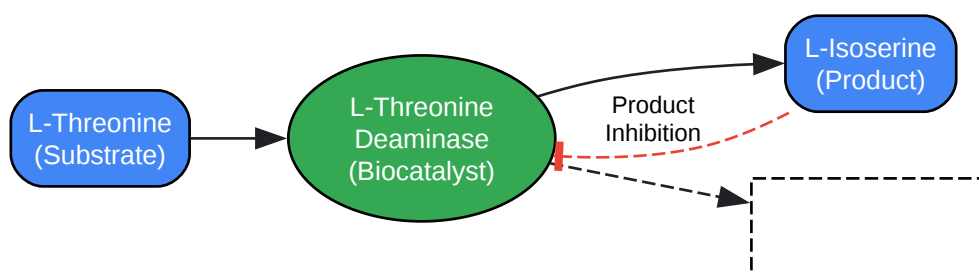 L-Threonine
(Substrate)
L-Threonine
Deaminase
(Biocatalyst)
Product
Inhibition
L-Isoserine
(Product)